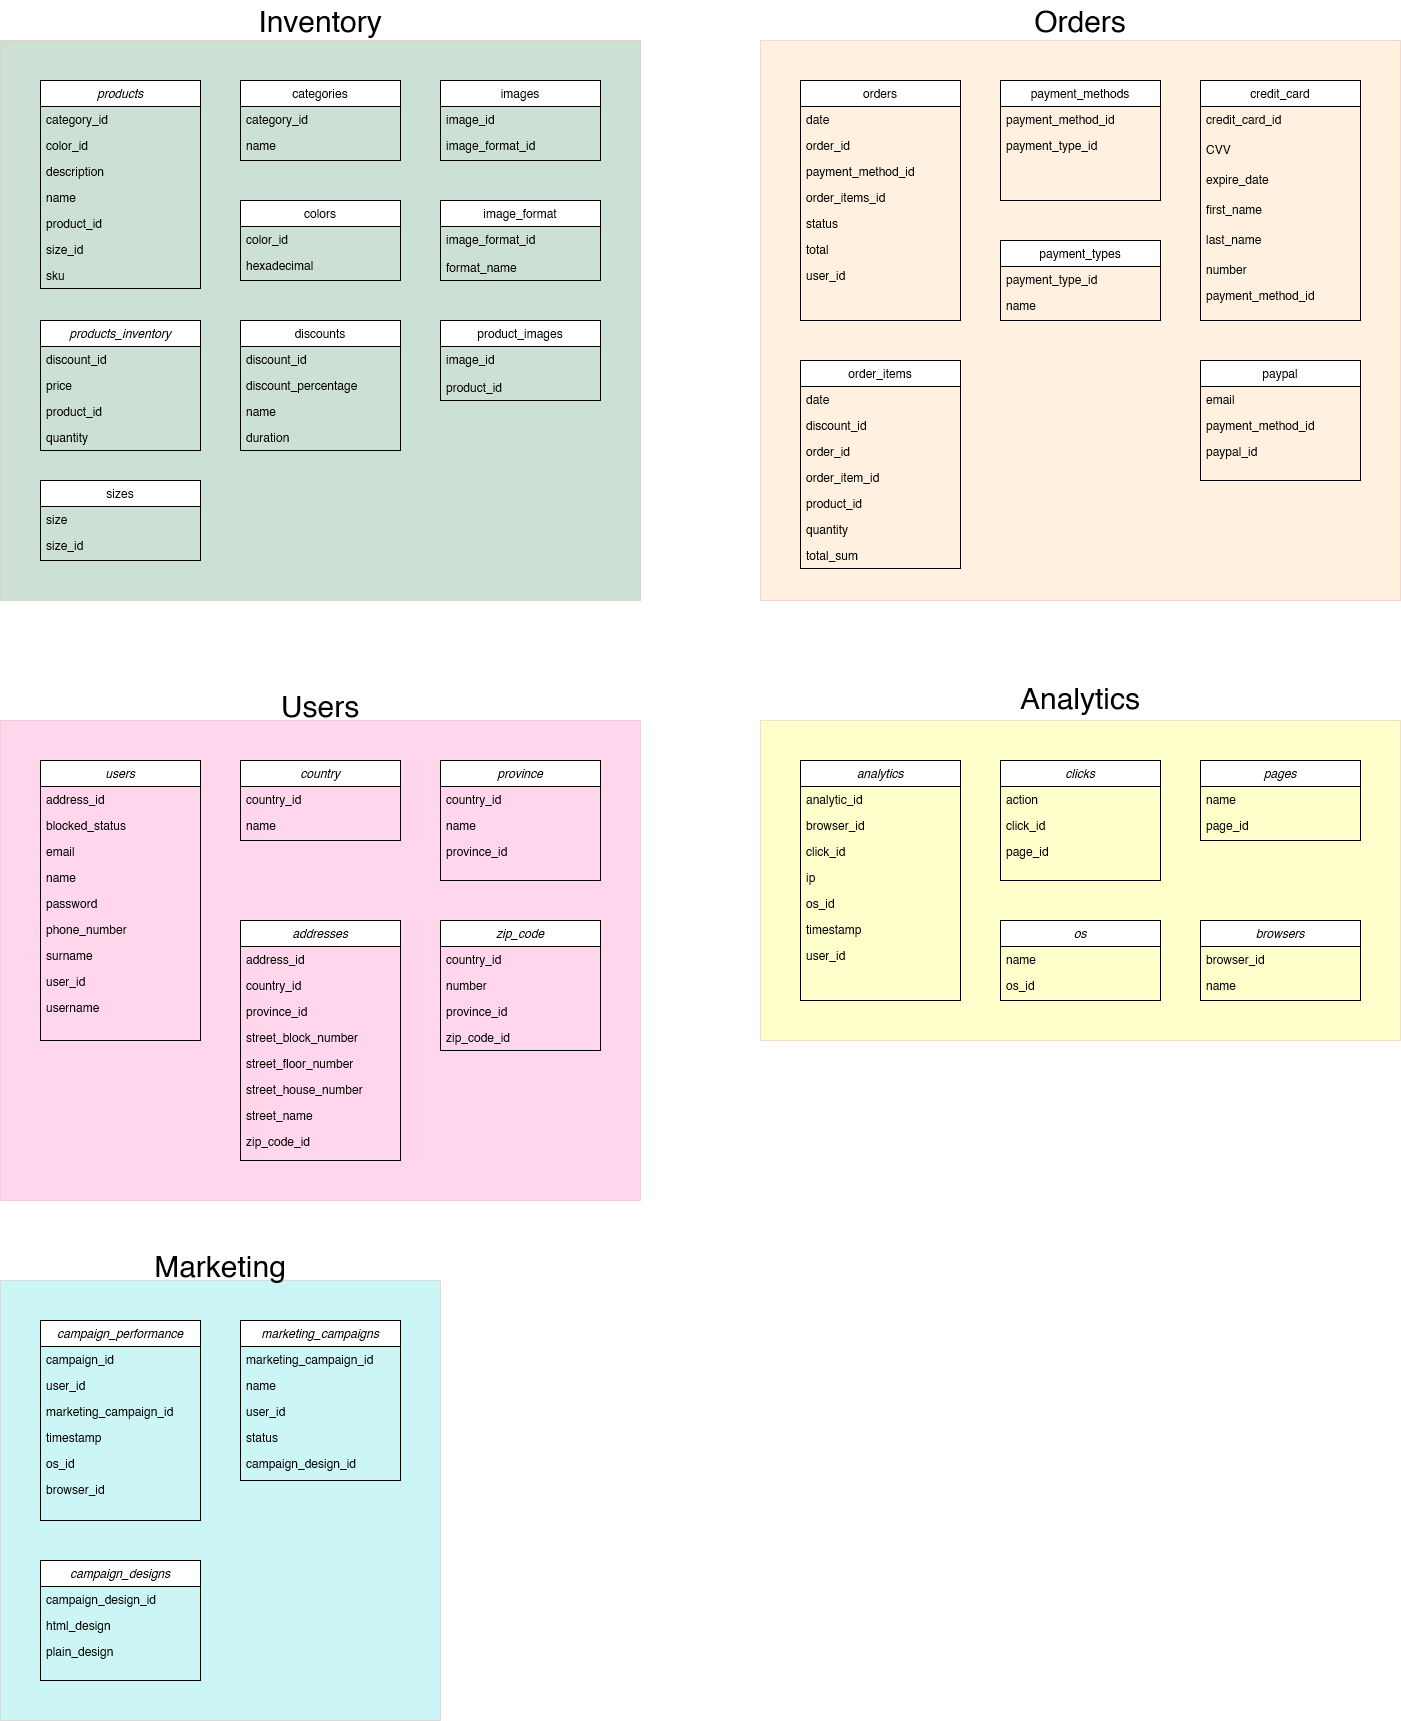 Inventory
products
category_id
color_id
description
name
product_id
size_id
sku
categories
category_id
name
images
image_id
image_format_id
colors
color_id
hexadecimal
image_format
image_format_id
format_name
products_inventory
discount_id
price
product_id
quantity
discounts
discount_id
discount_percentage
name
duration
product_images
image_id
product_id
sizes
size
size_id
Orders
orders
date
order_id
payment_method_id
order_items_id
status
total
user_id
payment_methods
payment_method_id
payment_type_id
credit_card
credit_card_id
CVV
expire_date
first_name
last_name
number
payment_method_id
payment_types
payment_type_id
name
order_items
date
discount_id
order_id
order_item_id
product_id
quantity
total_sum
paypal
email
payment_method_id
paypal_id
Users
users
address_id
blocked_status
email
name
password
phone_number
surname
user_id
username
country
country_id
name
province
country_id
name
province_id
addresses
address_id
country_id
province_id
street_block_number
street_floor_number
street_house_number
street_name
zip_code_id
zip_code
country_id
number
province_id
zip_code_id
Analytics
analytics
analytic_id
browser_id
click_id
ip
os_id
timestamp
user_id
clicks
action
click_id
page_id
pages
name
page_id
os
name
os_id
browsers
browser_id
name
Marketing
campaign_performance
campaign_id
user_id
marketing_campaign_id
timestamp
os_id
browser_id
marketing_campaigns
marketing_campaign_id
name
user_id
status
campaign_design_id
campaign_designs
campaign_design_id
html_design
plain_design